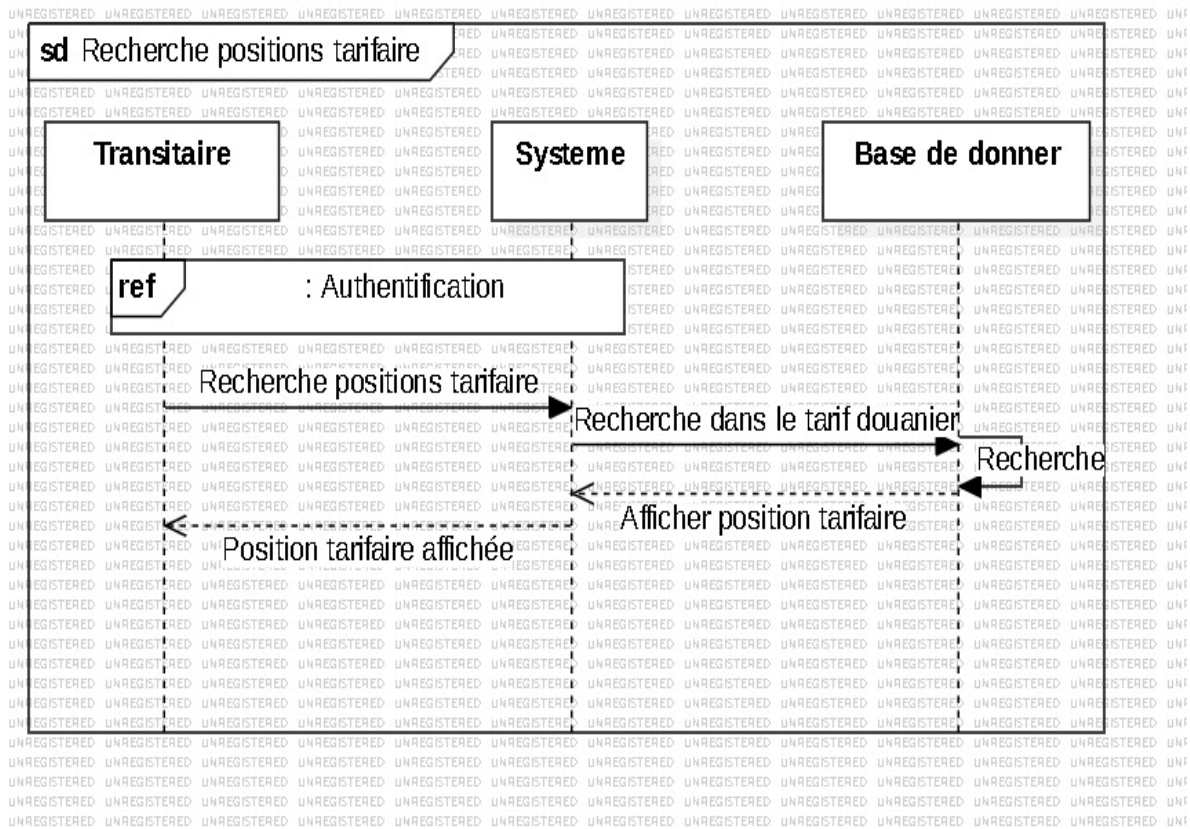 sd Recherche positions tarifaire
Transitaire
Systeme
Base de donner
ref : Authentification
Recherche positions tarifaire
Recherche dans le tarif douanier
Recherche
Afficher position tarifaire
Position tarifaire affichée
UNREGISTERED